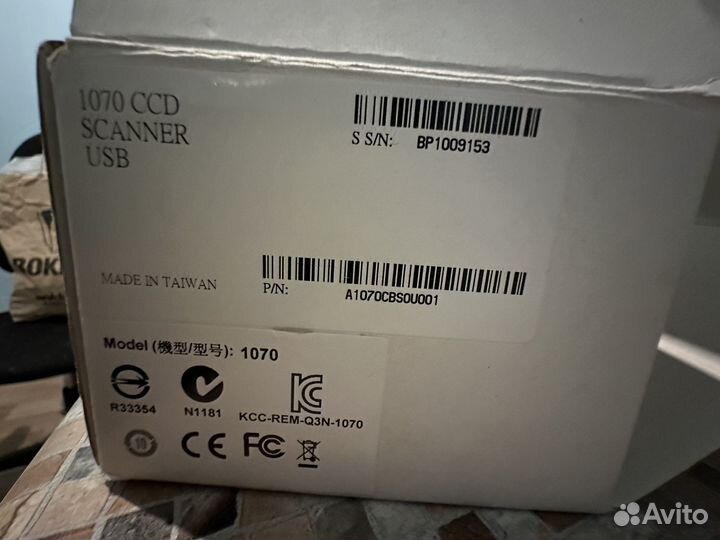 1070 CCD
SCANNER
USB
S S/N: BP1009153
MADE IN TAIWAN
P/N: A1070CBS0U001
Model (機型/型号): 1070
R33354
N1181
KCC-REM-Q3N-1070
10
CE FC
Avito